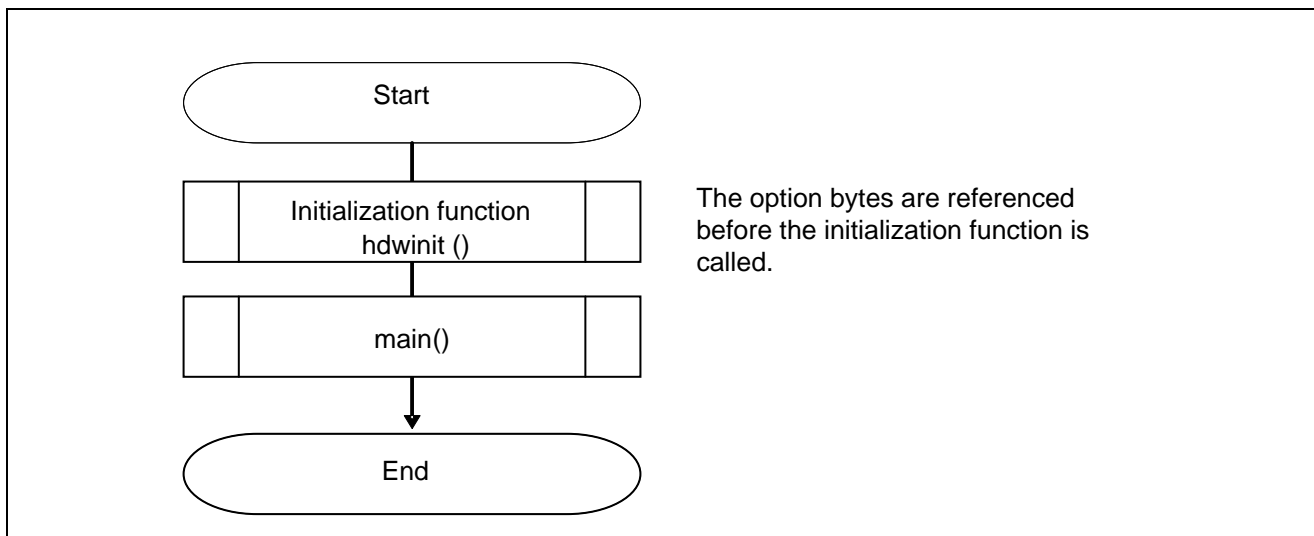 Start
Initialization function
hdwinit ()
The option bytes are referenced
before the initialization function is
called.
main()
End